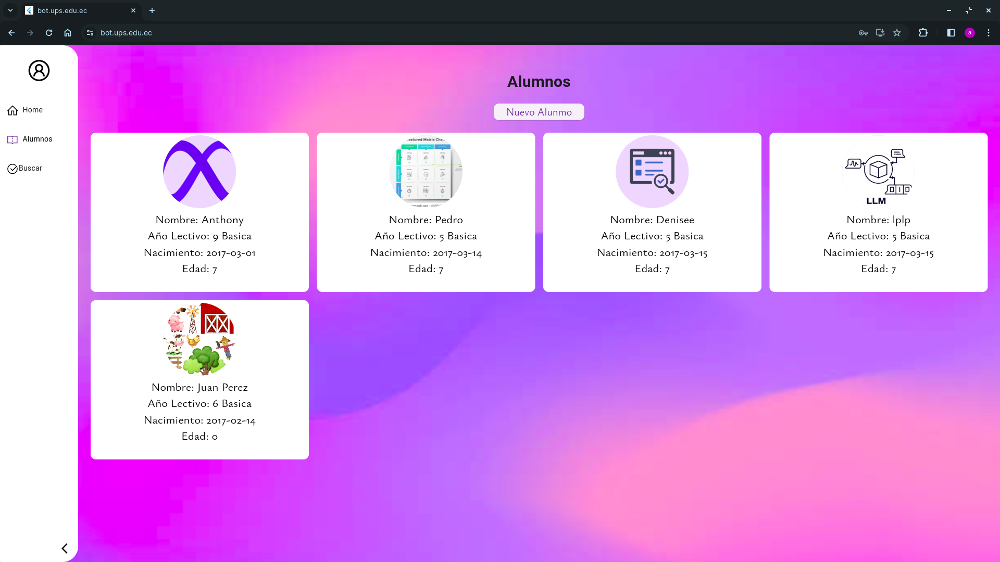 bot.ups.edu.ec
bot.ups.edu.ec
a
Home
Alumnos
Buscar
Alumnos
Nuevo Alunmo
Nombre: Anthony
Año Lectivo: 9 Basica
Nacimiento: 2017-03-01
Edad: 7
extured Matrix Char
Nombre: Pedro
Año Lectivo: 5 Basica
Nacimiento: 2017-03-14
Edad: 7
Nombre: Denisee
Año Lectivo: 5 Basica
Nacimiento: 2017-03-15
Edad: 7
LLM
Nombre: lplp
Año Lectivo: 5 Basica
Nacimiento: 2017-03-15
Edad: 7
Nombre: Juan Perez
Año Lectivo: 6 Basica
Nacimiento: 2017-02-14
Edad: 0